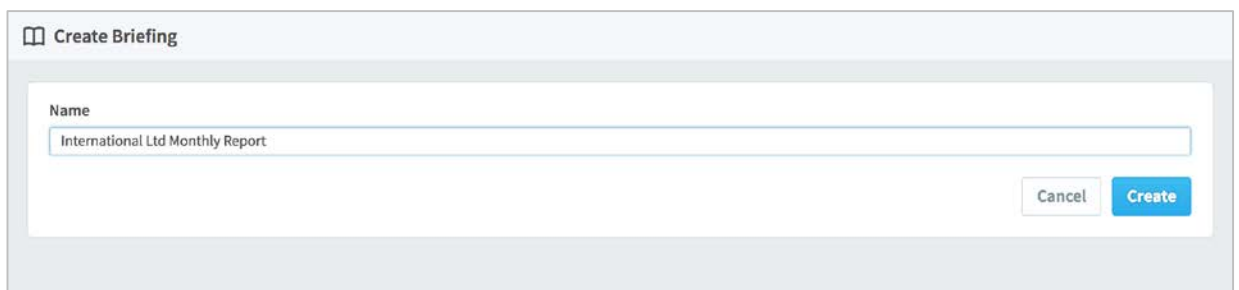 Create Briefing
Name
International Ltd Monthly Report
Cancel Create